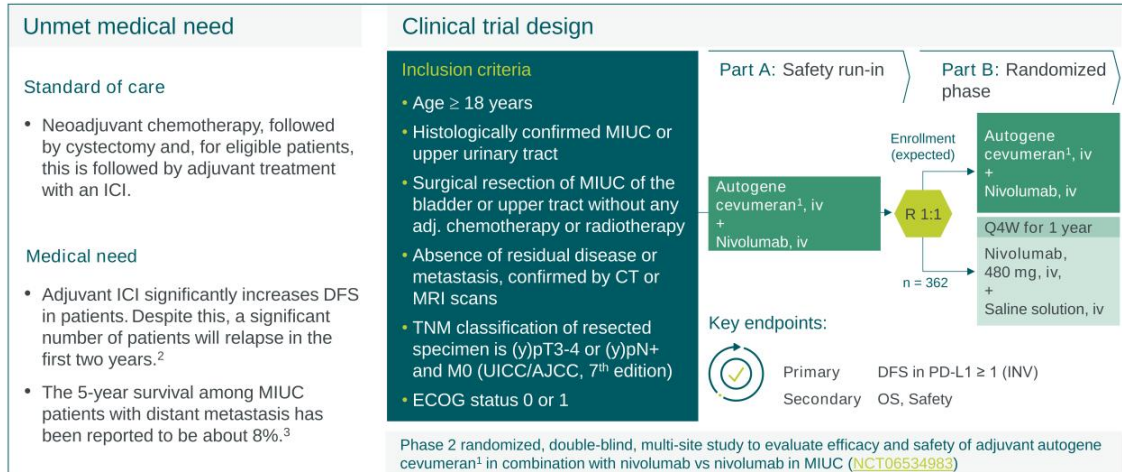 Unmet medical need
Standard of care
• Neoadjuvant chemotherapy, followed
by cystectomy and, for eligible patients,
this is followed by adjuvant treatment
with an ICI.
Medical need
• Adjuvant ICI significantly increases DFS
in patients. Despite this, a significant
number of patients will relapse in the
first two years.²
• The 5-year survival among MIUC
patients with distant metastasis has
been reported to be about 8%.³
Clinical trial design
Inclusion criteria
• Age ≥ 18 years
• Histologically confirmed MIUC or
upper urinary tract
• Surgical resection of MIUC of the
bladder or upper tract without any
adj. chemotherapy or radiotherapy
• Absence of residual disease or
metastasis, confirmed by CT or
MRI scans
• TNM classification of resected
specimen is (y)pT3-4 or (y)pN+
and M0 (UICC/AJCC, 7th edition)
• ECOG status 0 or 1
Part A: Safety run-in
Autogene
cevumeran¹, iv
+
Nivolumab, iv
Part B: Randomized
phase
Enrollment
(expected)
R 1:1
n = 362
Autogene
cevumeran¹, iv
+
Nivolumab, iv
Q4W for 1 year
Nivolumab,
480 mg, iv,
+
Saline solution, iv
Key endpoints:
Primary DFS in PD-L1 ≥ 1 (INV)
Secondary OS, Safety
Phase 2 randomized, double-blind, multi-site study to evaluate efficacy and safety of adjuvant autogene
cevumeran¹ in combination with nivolumab vs nivolumab in MIUC (NCT06534983)